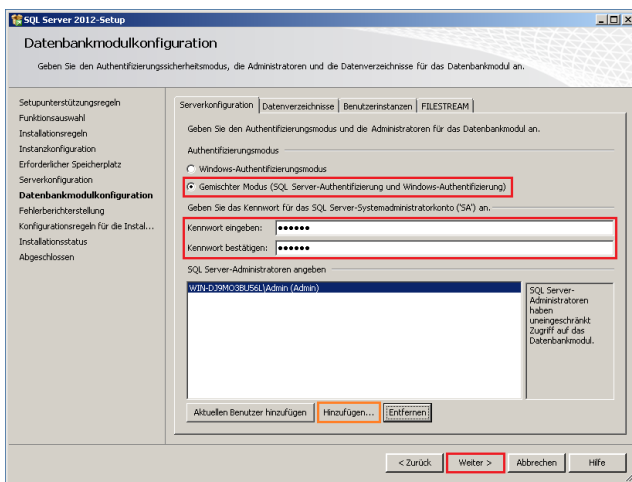 SQL Server 2012-Setup
Datenbankmodulkonfiguration
Geben Sie den Authentifizierungssicherheitsmodus, die Administratoren und die Datenverzeichnisse für das Datenbankmodul an.
Setupunterstützungsregeln
Funktionsauswahl
Installationsregeln
Instanzkonfiguration
Erforderlicher Speicherplatz
Serverkonfiguration
Datenbankmodulkonfiguration
Fehlerberichterstellung
Konfigurationsregeln für die Instal...
Installationsstatus
Abgeschlossen
Serverkonfiguration Datenverzeichnisse Benutzerinstanzen FILESTREAM
Geben Sie den Authentifizierungsmodus und die Administratoren für das Datenbankmodul an.
Authentifizierungsmodus
Windows-Authentifizierungsmodus
Gemischter Modus (SQL Server-Authentifizierung und Windows-Authentifizierung)
Geben Sie das Kennwort für das SQL Server-Systemadministratorkonto ('SA') an.
Kennwort eingeben: ●●●●●●
Kennwort bestätigen: ●●●●●●
SQL Server-Administratoren angeben
WIN-DJ9MO3BU56L\Admin (Admin)
SQL Server-
Administratoren
haben
uneingeschränkt
Zugriff auf das
Datenbankmodul.
Aktuellen Benutzer hinzufügen Hinzufügen... Entfernen
< Zurück Weiter > Abbrechen Hilfe